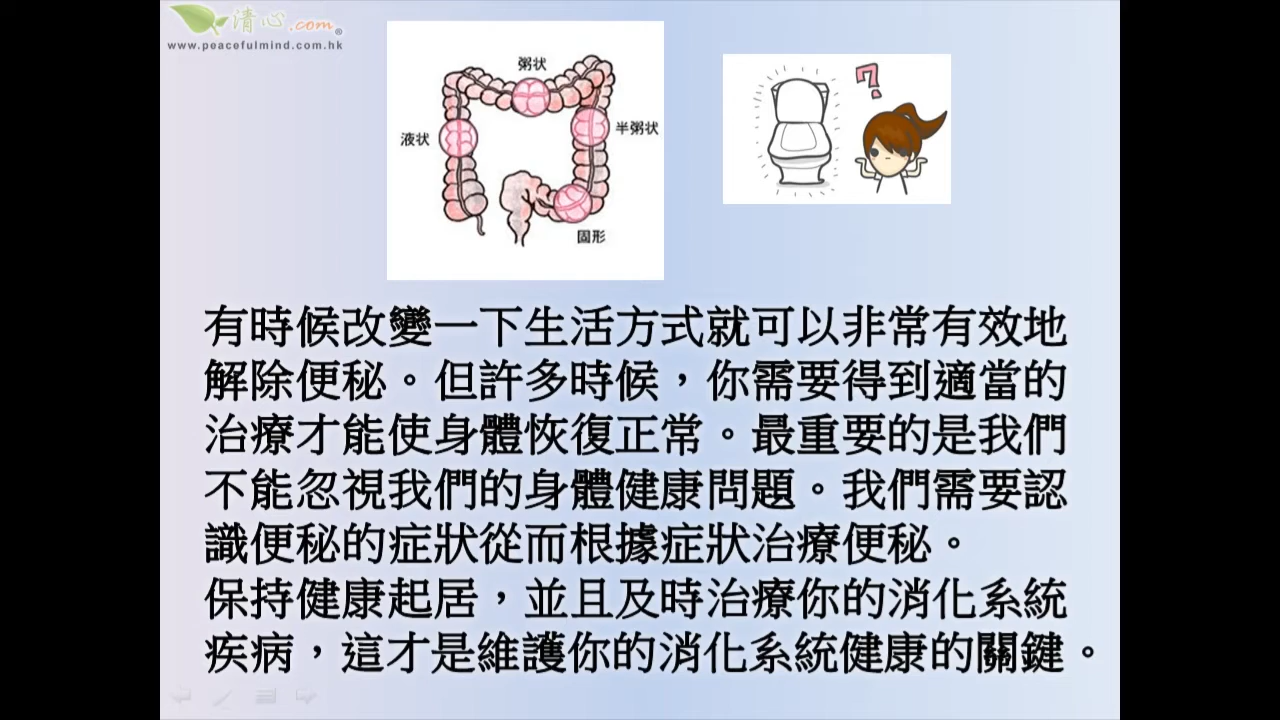 清心.com®
www.peacefulmind.com.hk
粥状
液状
半粥状
固形
?
有時候改變一下生活方式就可以非常有效地
解除便秘。但許多時候，你需要得到適當的
治療才能使身體恢復正常。最重要的是我們
不能忽視我們的身體健康問題。我們需要認
識便秘的症狀從而根據症狀治療便秘。
保持健康起居，並且及時治療你的消化系統
疾病，這才是維護你的消化系統健康的關鍵。